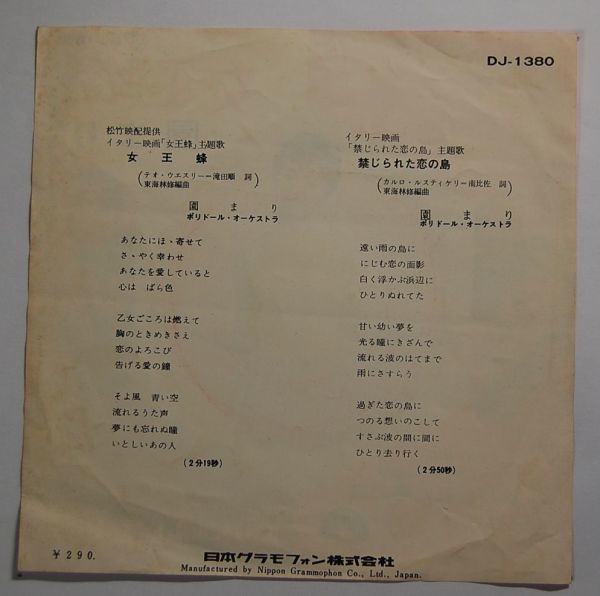 DJ-1380
松竹映配提供
イタリー映画「女王蜂」主題歌
女王蜂
(テオ・ウエスリー=滝田順 詞
東海林修編曲)
園まり
ポリドール・オーケストラ
あなたにほゝ寄せて
さゝやく幸わせ
あなたを愛していると
心は ばら色
乙女ごころは燃えて
胸のときめきさえ
恋のよろこび
告げる愛の鐘
そよ風 青い空
流れるうた声
夢にも忘れぬ瞳
いとしいあの人
(2分19秒)
イタリー映画
「禁じられた恋の島」主題歌
禁じられた恋の島
(カルロ・ルスティケリー南比佐 詞
東海林修編曲)
園まり
ポリドール・オーケストラ
遠い雨の島に
にじむ恋の面影
白く浮かぶ浜辺に
ひとりぬれてた
甘い幼い夢を
光る瞳にきざんで
流れる波のはてまで
雨にさすらう
過ぎた恋の島に
つのる想いのこして
すさぶ波の間に間に
ひとり去り行く
(2分50秒)
¥290.
日本グラモフォン株式会社
Manufactured by Nippon Grammophon Co., Ltd., Japan.